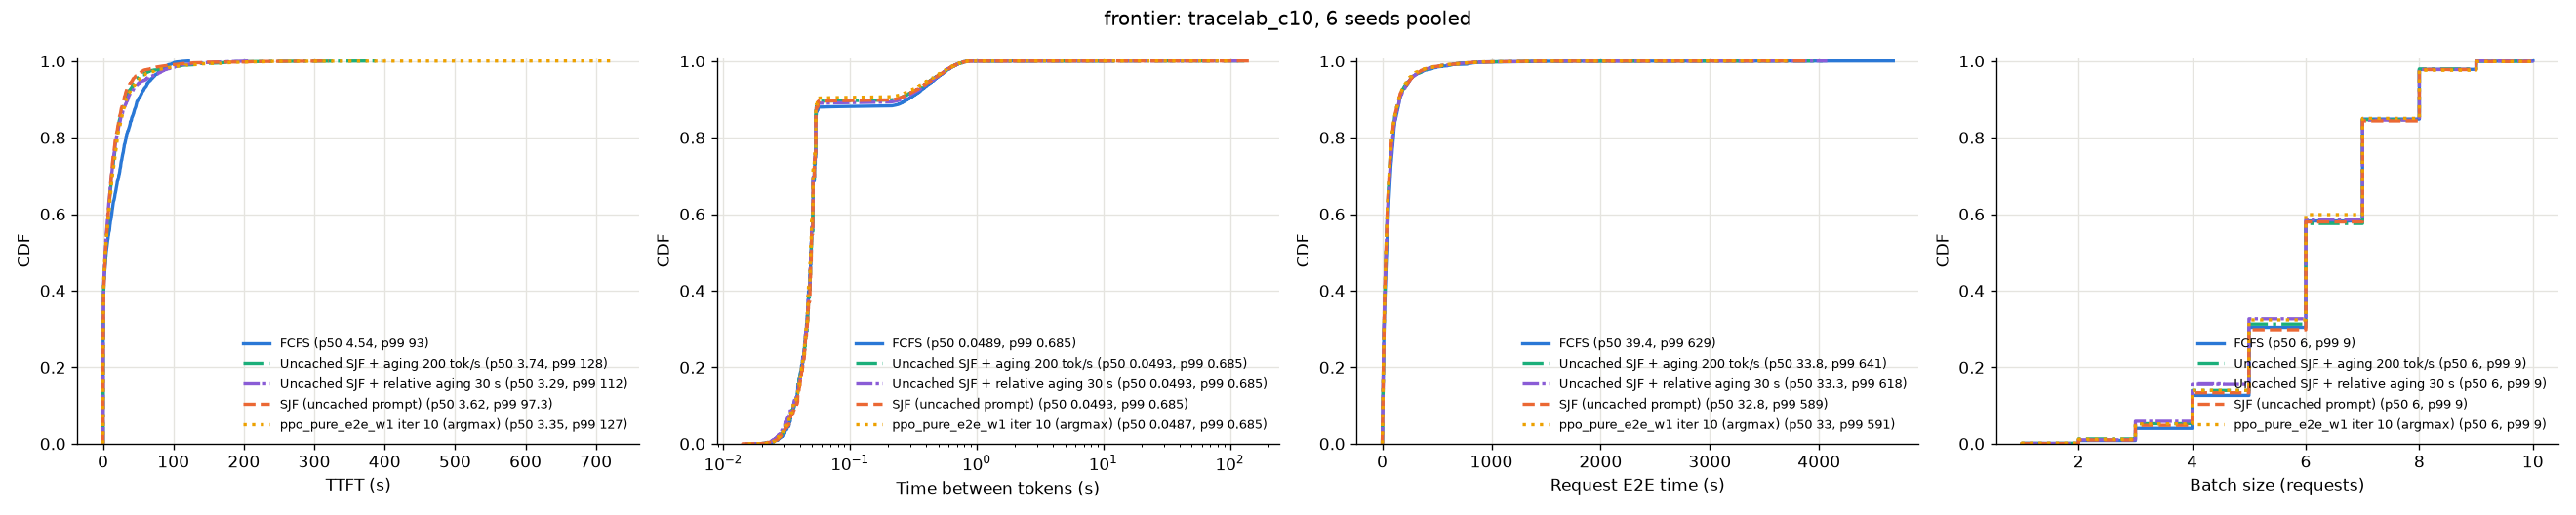 frontier: tracelab_c10, 6 seeds pooled
CDF
1.0
0.8
0.6
0.4
0.2
0.0
FCFS (p50 4.54, p99 93)
Uncached SJF + aging 200 tok/s (p50 3.74, p99 128)
Uncached SJF + relative aging 30 s (p50 3.29, p99 112)
SJF (uncached prompt) (p50 3.62, p99 97.3)
ppo_pure_e2e_w1 iter 10 (argmax) (p50 3.35, p99 127)
0 100 200 300 400 500 600 700
TTFT (s)
CDF
1.0
0.8
0.6
0.4
0.2
0.0
FCFS (p50 0.0489, p99 0.685)
Uncached SJF + aging 200 tok/s (p50 0.0493, p99 0.685)
Uncached SJF + relative aging 30 s (p50 0.0493, p99 0.685)
SJF (uncached prompt) (p50 0.0493, p99 0.685)
ppo_pure_e2e_w1 iter 10 (argmax) (p50 0.0487, p99 0.685)
10⁻² 10⁻¹ 10⁰ 10¹ 10²
Time between tokens (s)
CDF
1.0
0.8
0.6
0.4
0.2
0.0
FCFS (p50 39.4, p99 629)
Uncached SJF + aging 200 tok/s (p50 33.8, p99 641)
Uncached SJF + relative aging 30 s (p50 33.3, p99 618)
SJF (uncached prompt) (p50 32.8, p99 589)
ppo_pure_e2e_w1 iter 10 (argmax) (p50 33, p99 591)
0 1000 2000 3000 4000
Request E2E time (s)
CDF
1.0
0.8
0.6
0.4
0.2
0.0
FCFS (p50 6, p99 9)
Uncached SJF + aging 200 tok/s (p50 6, p99 9)
Uncached SJF + relative aging 30 s (p50 6, p99 9)
SJF (uncached prompt) (p50 6, p99 9)
ppo_pure_e2e_w1 iter 10 (argmax) (p50 6, p99 9)
2 4 6 8 10
Batch size (requests)